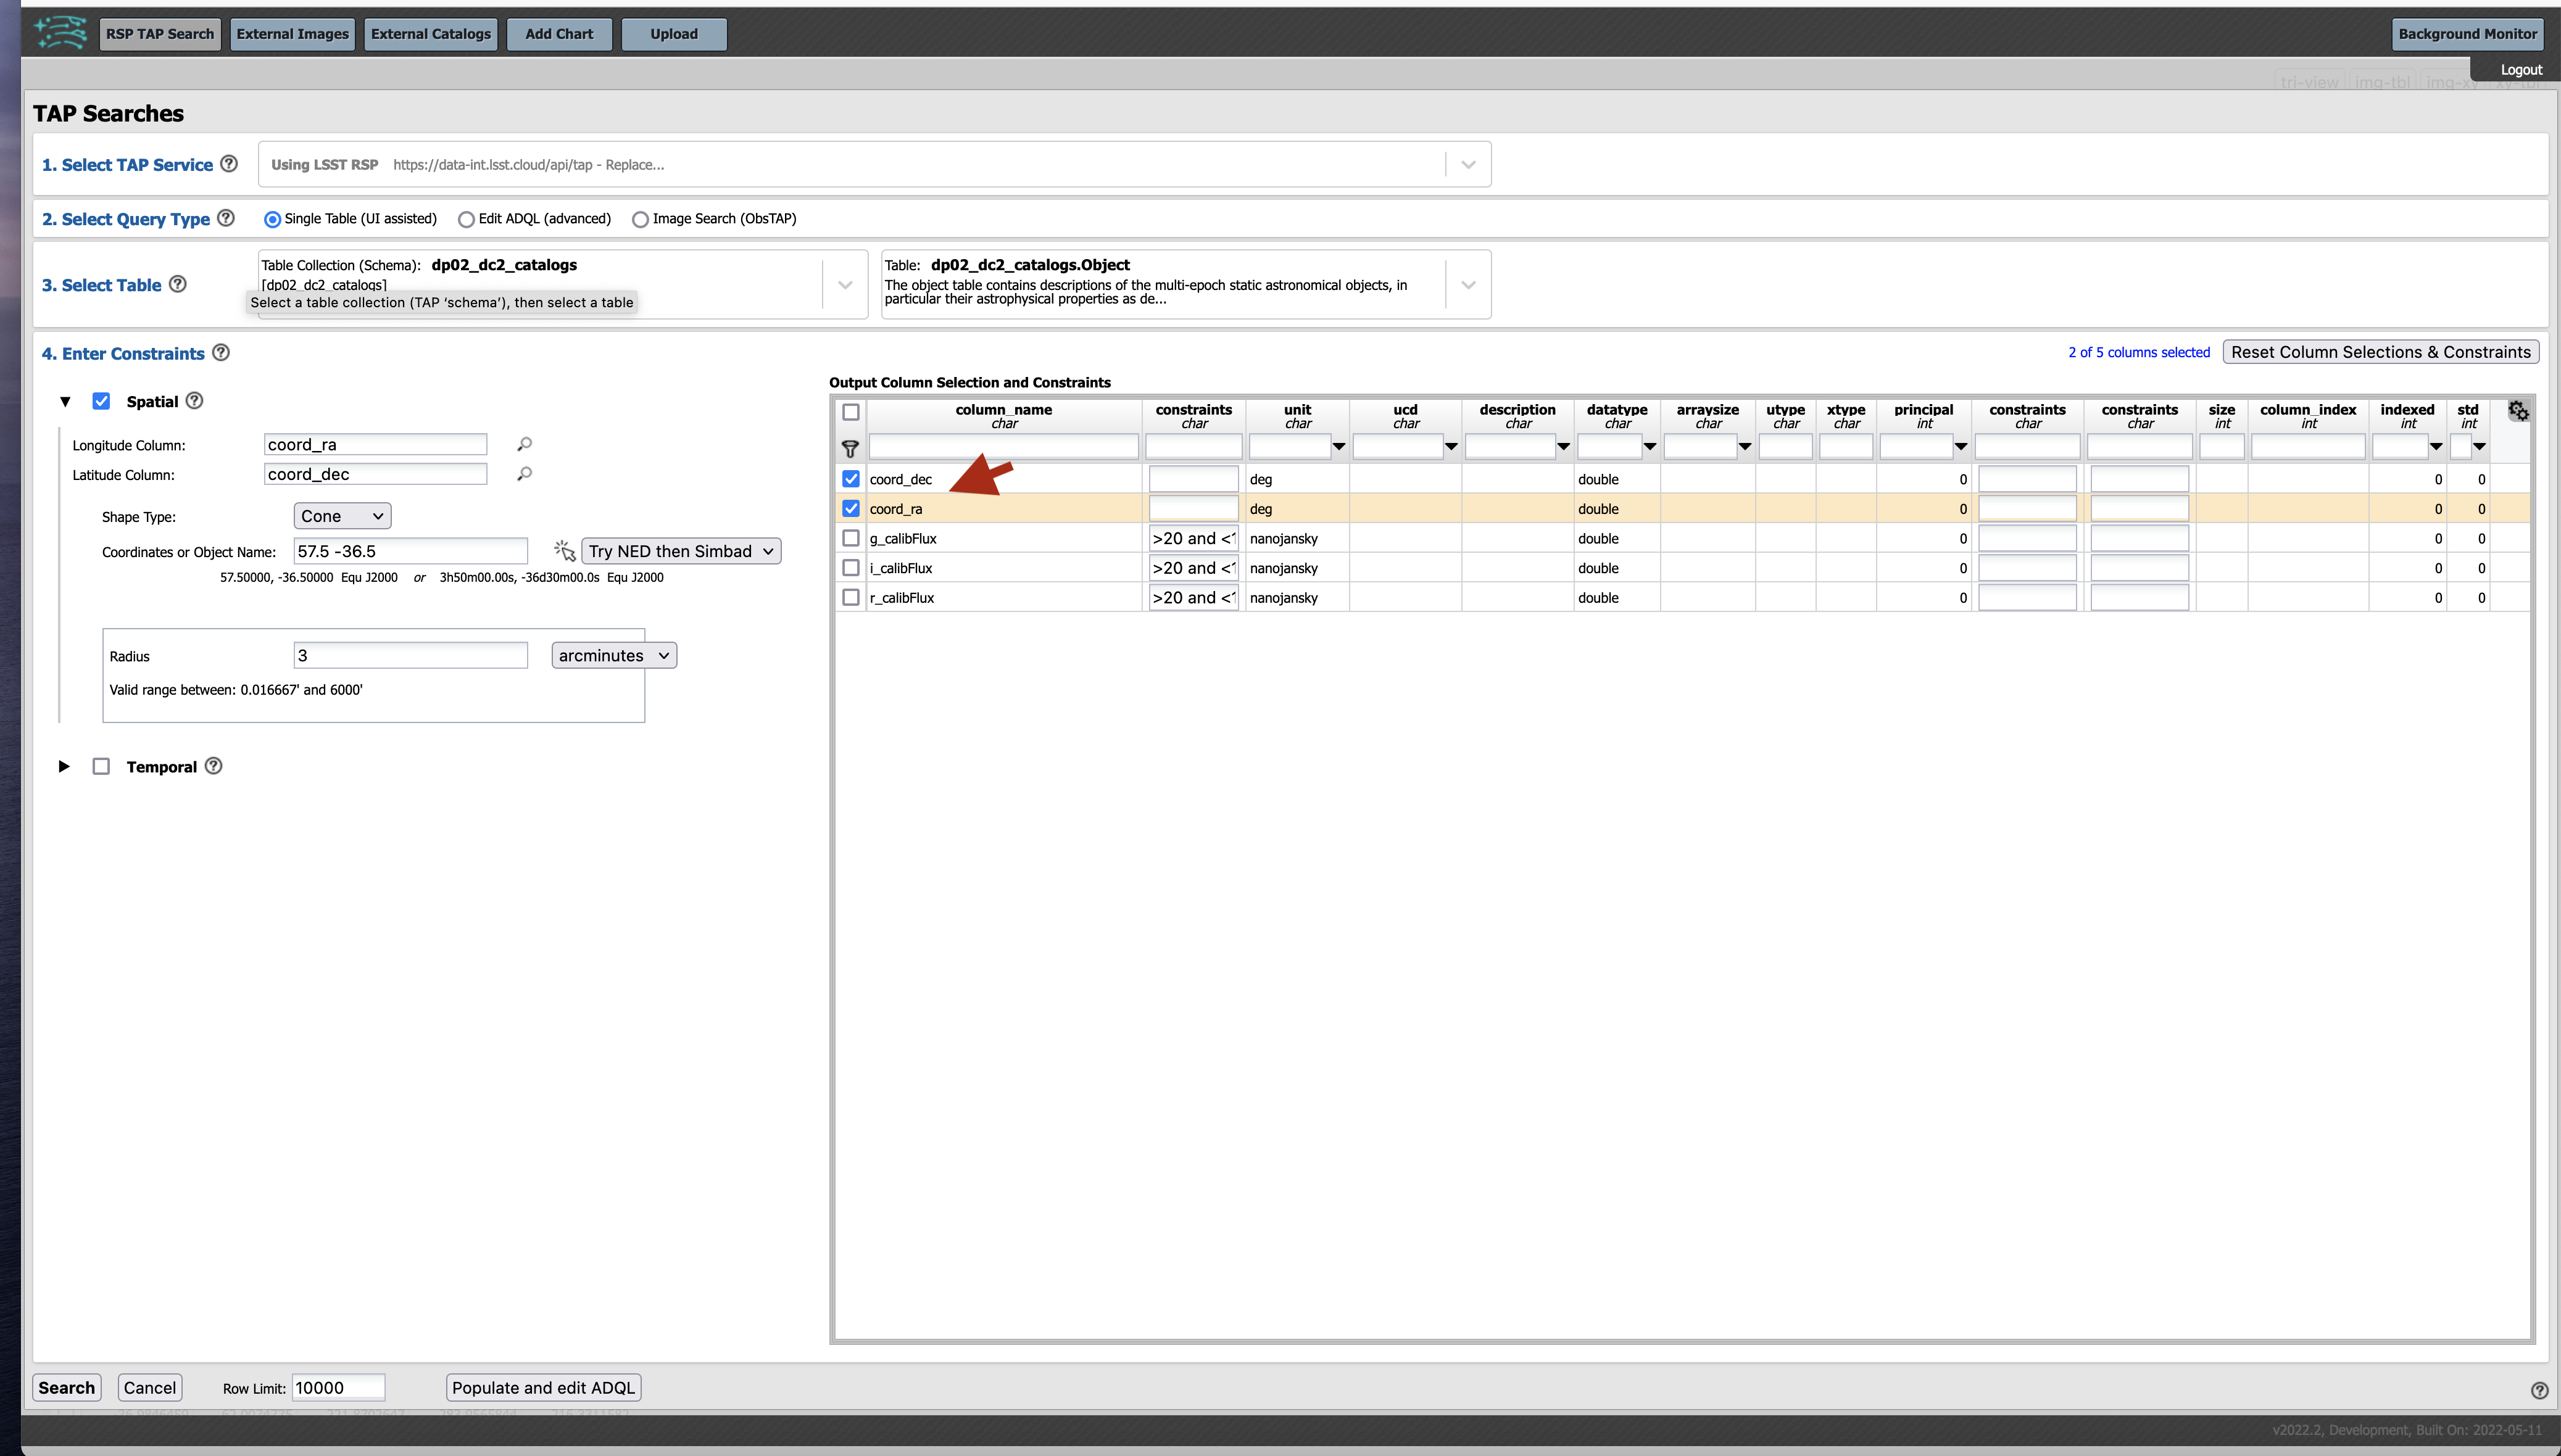 RSP TAP Search External Images External Catalogs Add Chart Upload Background Monitor
Logout
tri-view img-tbl img-xy xy-tbl
TAP Searches
1. Select TAP Service Using LSST RSP https://data-int.lsst.cloud/api/tap - Replace...
2. Select Query Type Single Table (UI assisted) Edit ADQL (advanced) Image Search (ObsTAP)
3. Select Table
Table Collection (Schema): dp02_dc2_catalogs
[dp02_dc2_catalogs]
Select a table collection (TAP ‘schema’), then select a table
Table: dp02_dc2_catalogs.Object
The object table contains descriptions of the multi-epoch static astronomical objects, in
particular their astrophysical properties as de...
4. Enter Constraints
2 of 5 columns selected Reset Column Selections & Constraints
Spatial
Longitude Column: coord_ra
Latitude Column: coord_dec
Shape Type: Cone
Coordinates or Object Name: 57.5 -36.5 Try NED then Simbad
57.50000, -36.50000 Equ J2000 or 3h50m00.00s, -36d30m00.0s Equ J2000
Radius 3 arcminutes
Valid range between: 0.016667' and 6000'
Temporal
Output Column Selection and Constraints
column_name constraints unit ucd description datatype arraysize utype xtype principal constraints constraints size column_index indexed std
char char char char char char char char char int char char int int int int
coord_dec deg double 0 0 0
coord_ra deg double 0 0 0
g_calibFlux >20 and <1 nanojansky double 0 0 0
i_calibFlux >20 and <1 nanojansky double 0 0 0
r_calibFlux >20 and <1 nanojansky double 0 0 0
Search Cancel Row Limit: 10000 Populate and edit ADQL
v2022.2, Development, Built On: 2022-05-11